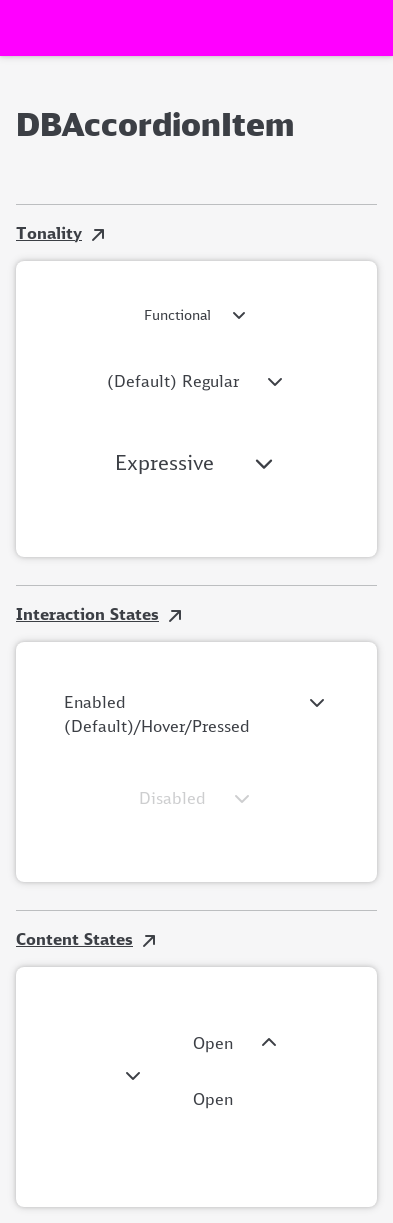 DBAccordionItem
Tonality
Functional
(Default) Regular
Expressive
Interaction States
Enabled
(Default)/Hover/Pressed
Disabled
Content States
Open
Open